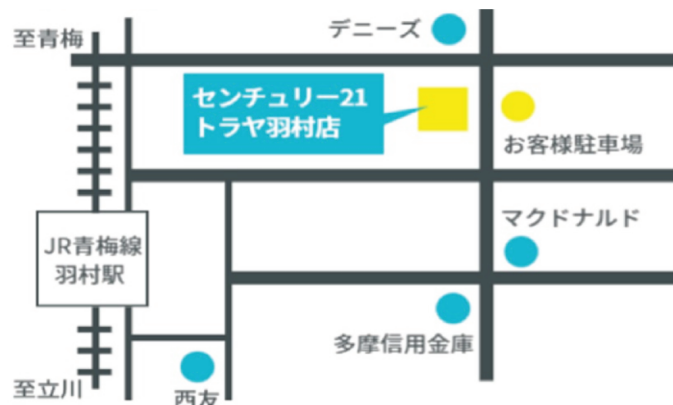 至青梅
デニーズ
センチュリー21
トラヤ羽村店
お客様駐車場
マクドナルド
JR青梅線
羽村駅
多摩信用金庫
至立川
西友